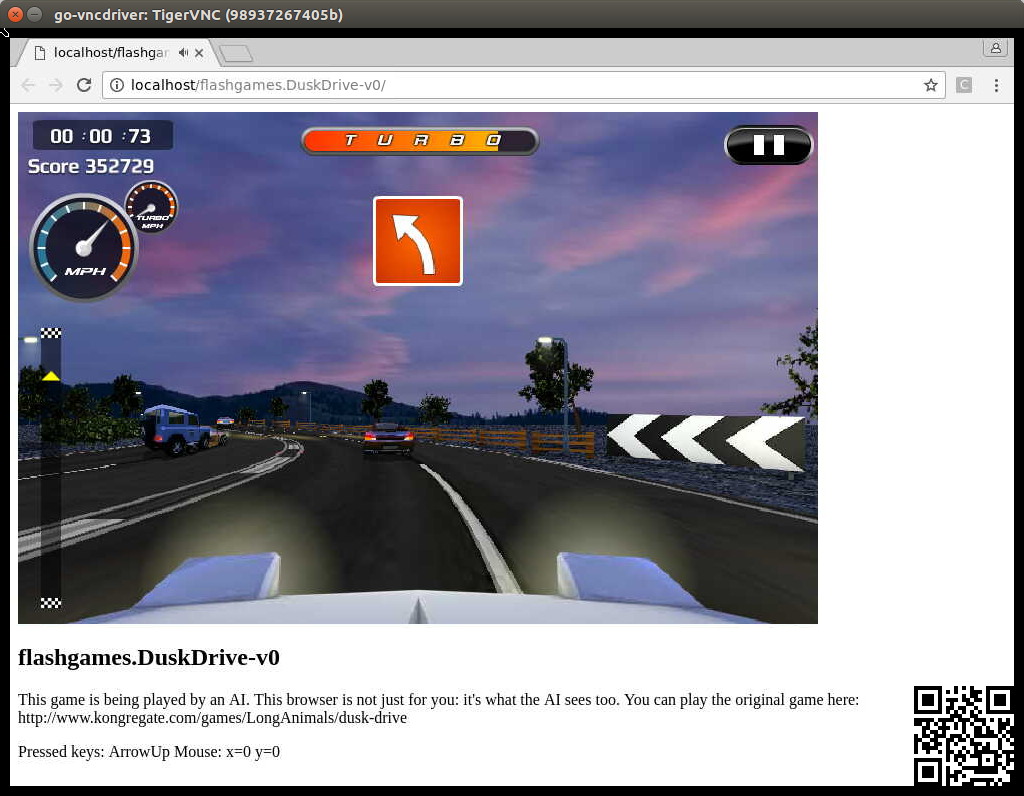 go-vncdriver: TigerVNC (98937267405b)
localhost/flashgar
localhost/flashgames.DuskDrive-v0/
C
00 :00 :73
TURBO
Score 352729
TURBO
MPH
MPH
flashgames.DuskDrive-v0
This game is being played by an AI. This browser is not just for you: it's what the AI sees too. You can play the original game here:
http://www.kongregate.com/games/LongAnimals/dusk-drive
Pressed keys: ArrowUp Mouse: x=0 y=0